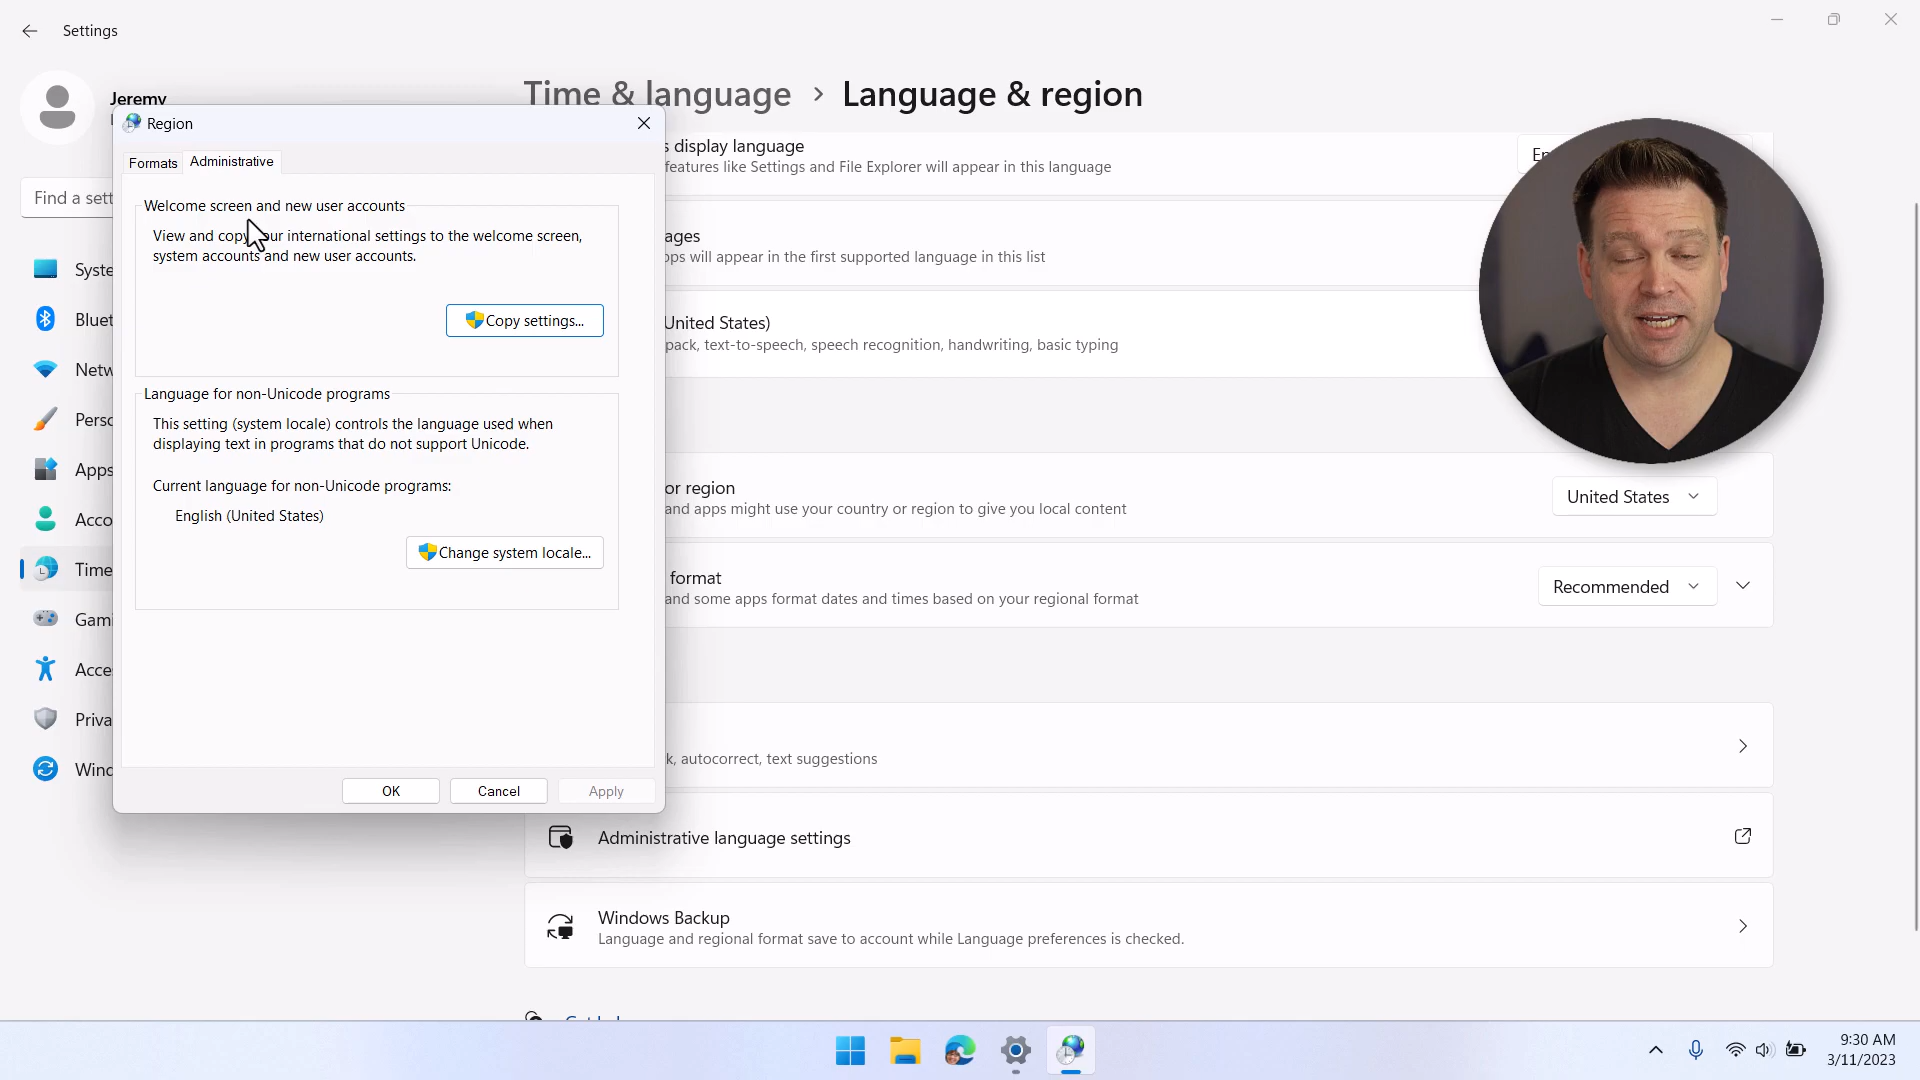 Settings
Jeremy
Time & language > Language & region
Region
Formats
Administrative
Welcome screen and new user accounts
View and copy your international settings to the welcome screen,
system accounts and new user accounts.
Copy settings...
Language for non-Unicode programs
This setting (system locale) controls the language used when
displaying text in programs that do not support Unicode.
Current language for non-Unicode programs:
English (United States)
Change system locale...
OK
Cancel
Apply
Find a sett
Syste
Bluet
Netw
Perso
Apps
Acco
Time
Gami
Acce
Priva
Wind
s display language
features like Settings and File Explorer will appear in this language
ages
ops will appear in the first supported language in this list
United States)
pack, text-to-speech, speech recognition, handwriting, basic typing
or region
and apps might use your country or region to give you local content
United States
format
and some apps format dates and times based on your regional format
Recommended
k, autocorrect, text suggestions
Administrative language settings
Windows Backup
Language and regional format save to account while Language preferences is checked.
9:30 AM
3/11/2023